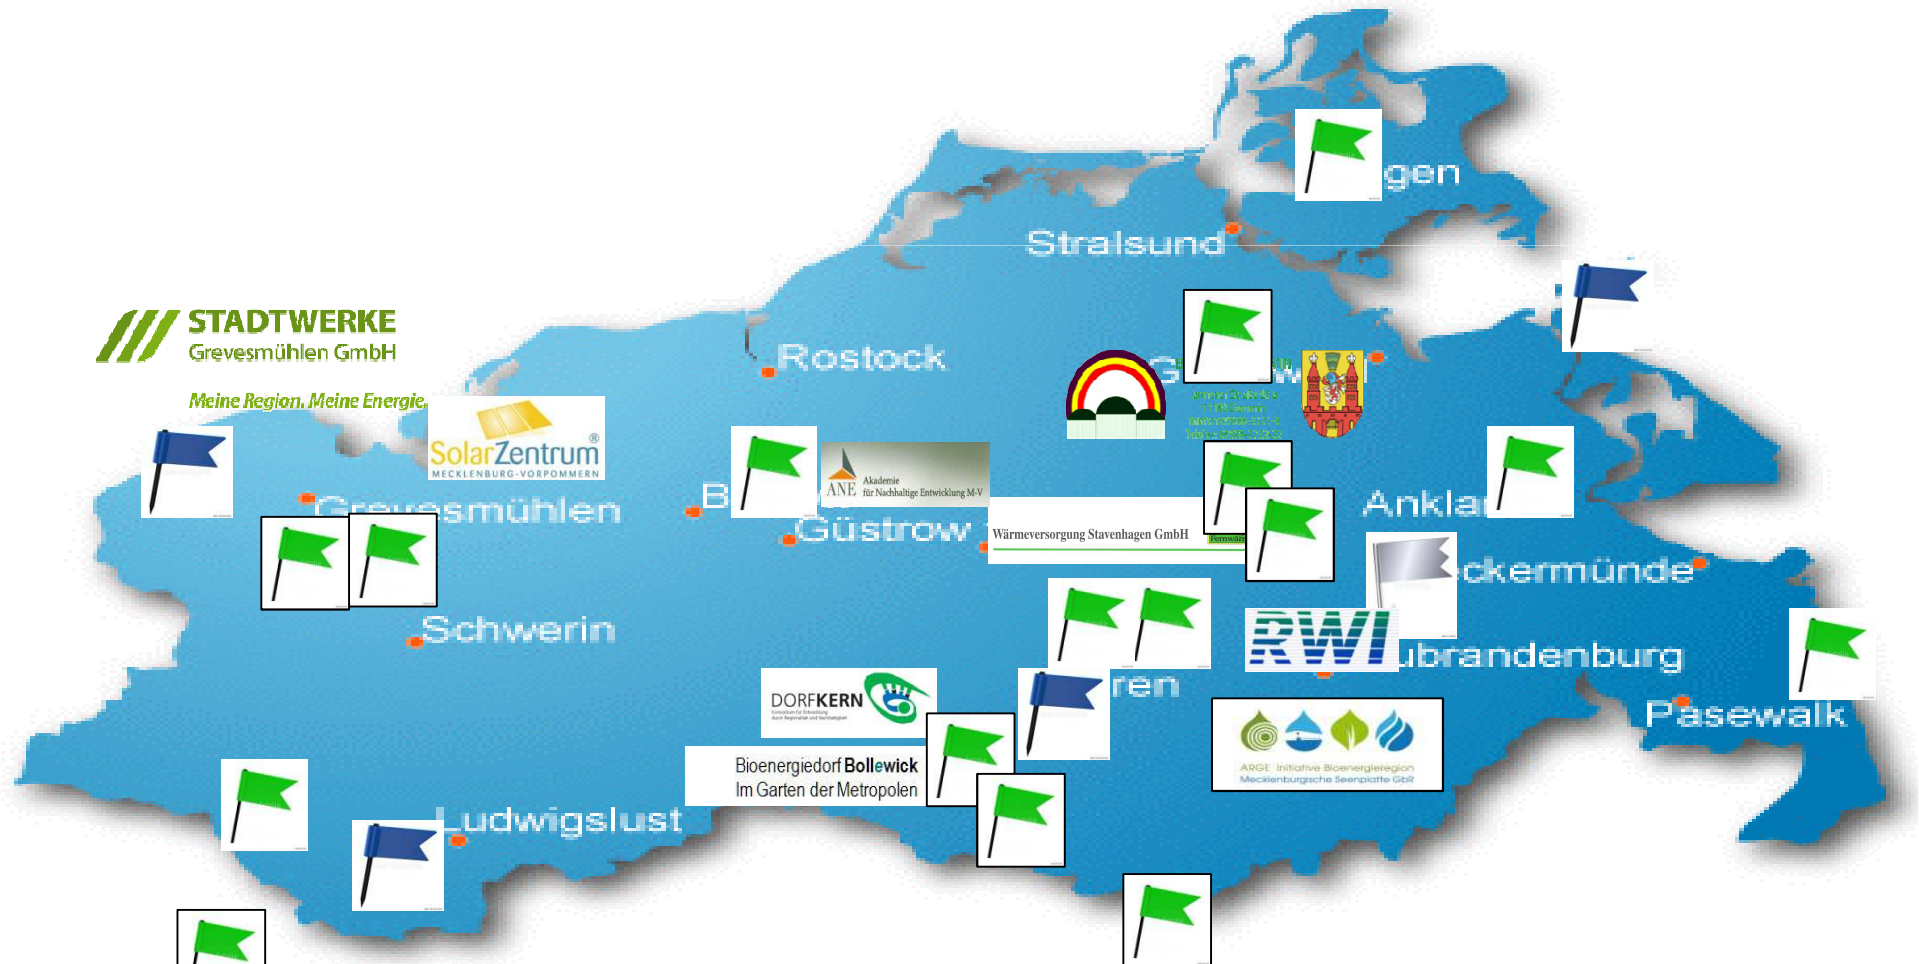 gen
Stralsund
STADTWERKE
Grevesmühlen GmbH
Meine Region. Meine Energie.
Rostock
SolarZentrum®
MECKLENBURG-VORPOMMERN
ANE
Akademie
für Nachhaltige Entwicklung M-V
Grevesmühlen
Güstrow
Wärmeversorgung Stavenhagen GmbH
Ankla
ckermünde
Schwerin
RWI
ubrandenburg
ren
DORFKERN
Pasewalk
Bioenergiedorf Bollewick
Im Garten der Metropolen
ARGE Initiative Bioenergieregion
Mecklenburgische Seenplatte GbR
Ludwigslust